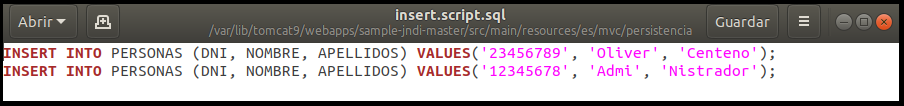 Abrir
insert.script.sql
/var/lib/tomcat9/webapps/sample-jndi-master/src/main/resources/es/mvc/persistencia
Guardar
INSERT INTO PERSONAS (DNI, NOMBRE, APELLIDOS) VALUES('23456789', 'Oliver', 'Centeno');
INSERT INTO PERSONAS (DNI, NOMBRE, APELLIDOS) VALUES('12345678', 'Admi', 'Nistrador');